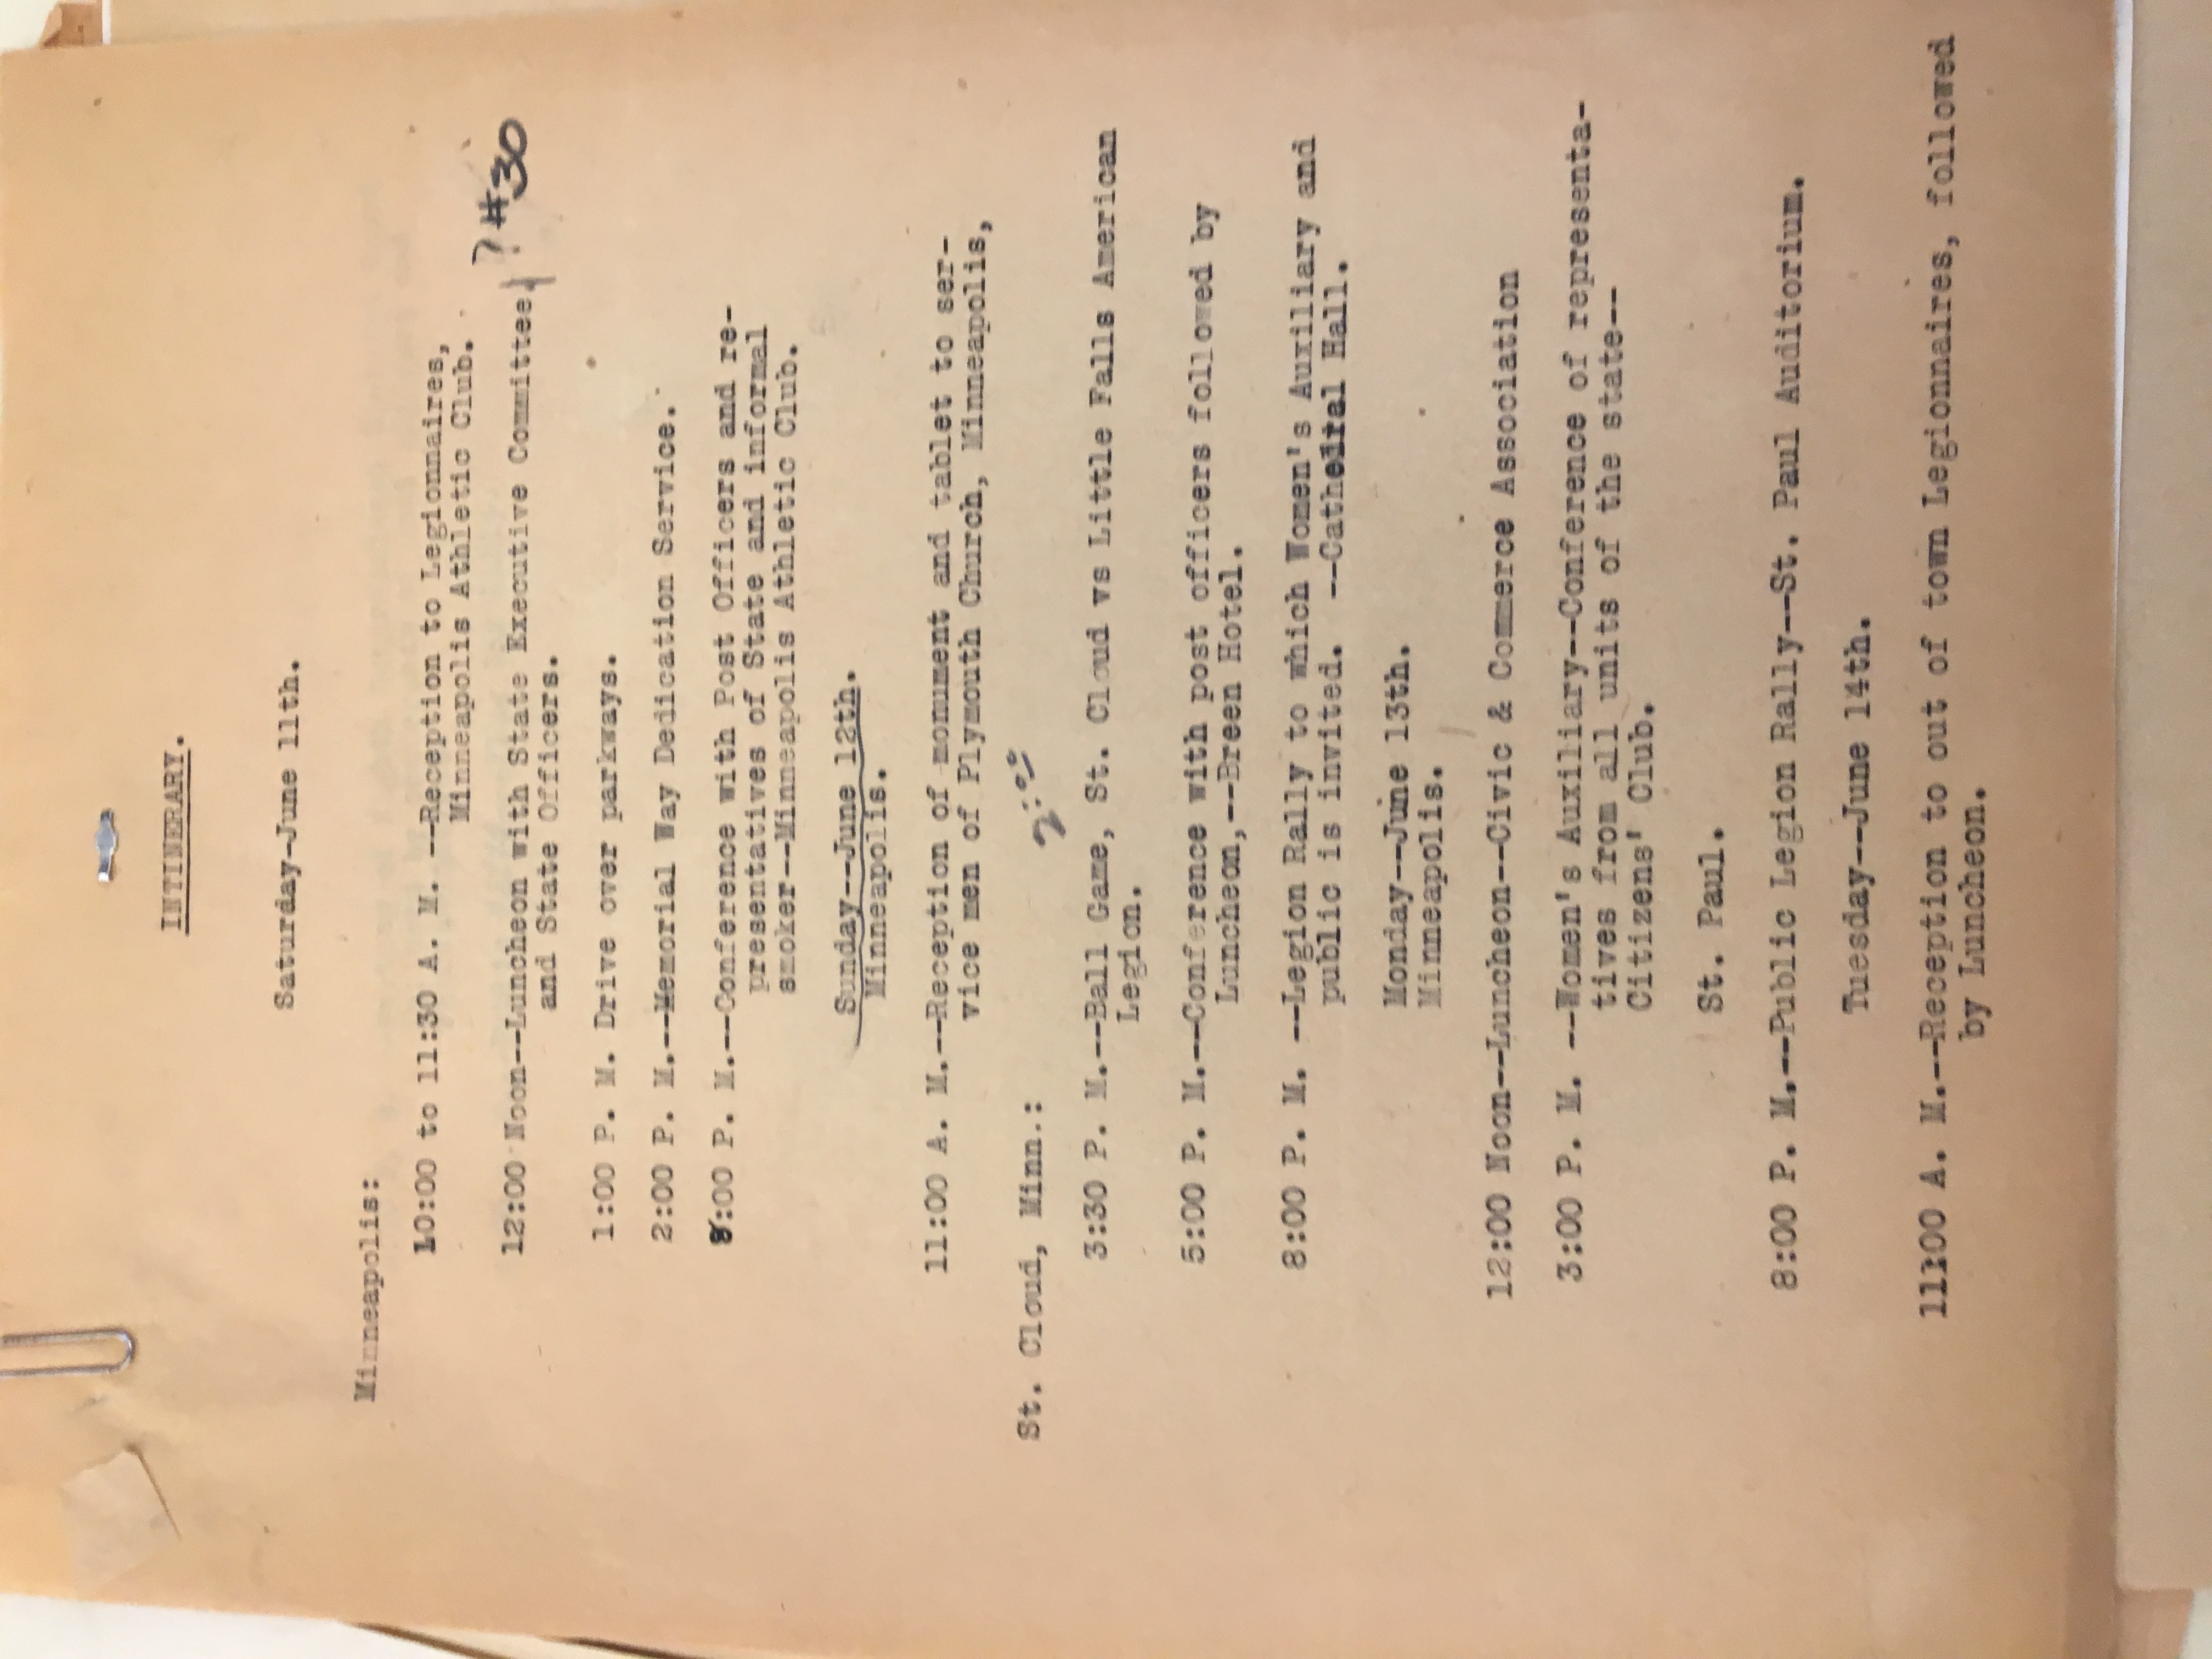 INTINERARY.
Saturday-June 11th.
Minneapolis:
10:00 to 11:30 A. M. --Reception to Legionnaires,
Minneapolis Athletic Club.
? #30
12:00 Noon--Luncheon with State Executive Committee
and State Officers.
1:00 P. M. Drive over parkways.
2:00 P. M.--Memorial Way Dedication Service.
8:00 P. M.--Conference with Post Officers and re-
presentatives of State and informal
smoker--Minneapolis Athletic Club.
Sunday--June 12th.
Minneapolis.
11:00 A. M.--Reception of monument and tablet to ser-
vice men of Plymouth Church, Minneapolis,
St. Cloud, Minn.:
2:00
3:30 P. M.--Ball Game, St. Cloud vs Little Falls American
Legion.
5:00 P. M.--Conference with post officers followed by
Luncheon,--Breen Hotel.
8:00 P. M. --Legion Rally to which Women's Auxiliary and
public is invited. --Cathedral Hall.
Monday--June 13th.
Minneapolis.
12:00 Noon--Luncheon--Civic & Commerce Association
3:00 P. M. --Women's Auxiliary--Conference of representa-
tives from all units of the state--
Citizens' Club.
St. Paul.
8:00 P. M.--Public Legion Rally--St. Paul Auditorium.
Tuesday--June 14th.
11:00 A. M.--Reception to out of town Legionnaires, followed
by Luncheon.